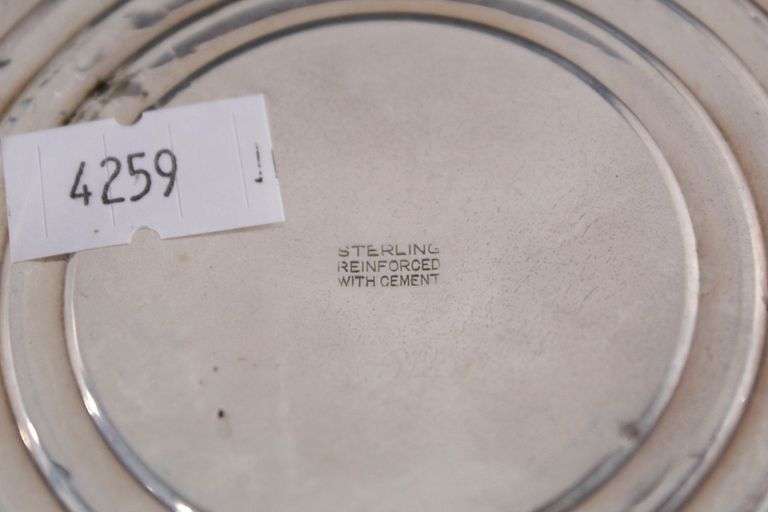 4259
STERLING
REINFORCED
WITH CEMENT